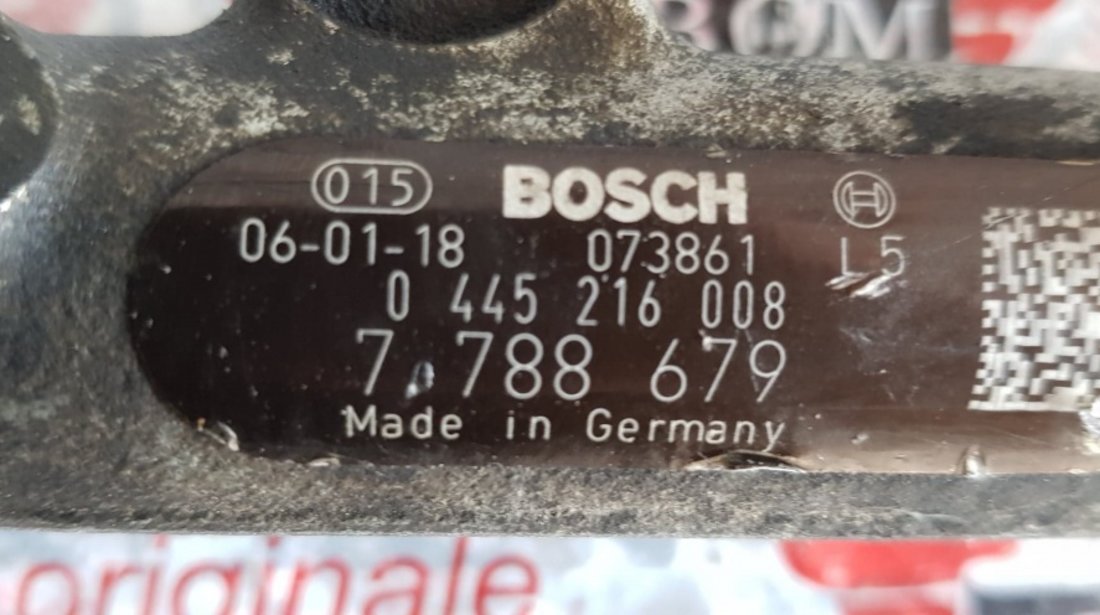 015 BOSCH
06-01-18 073861 L5
0 445 216 008
7 788 679
Made in Germany
originale